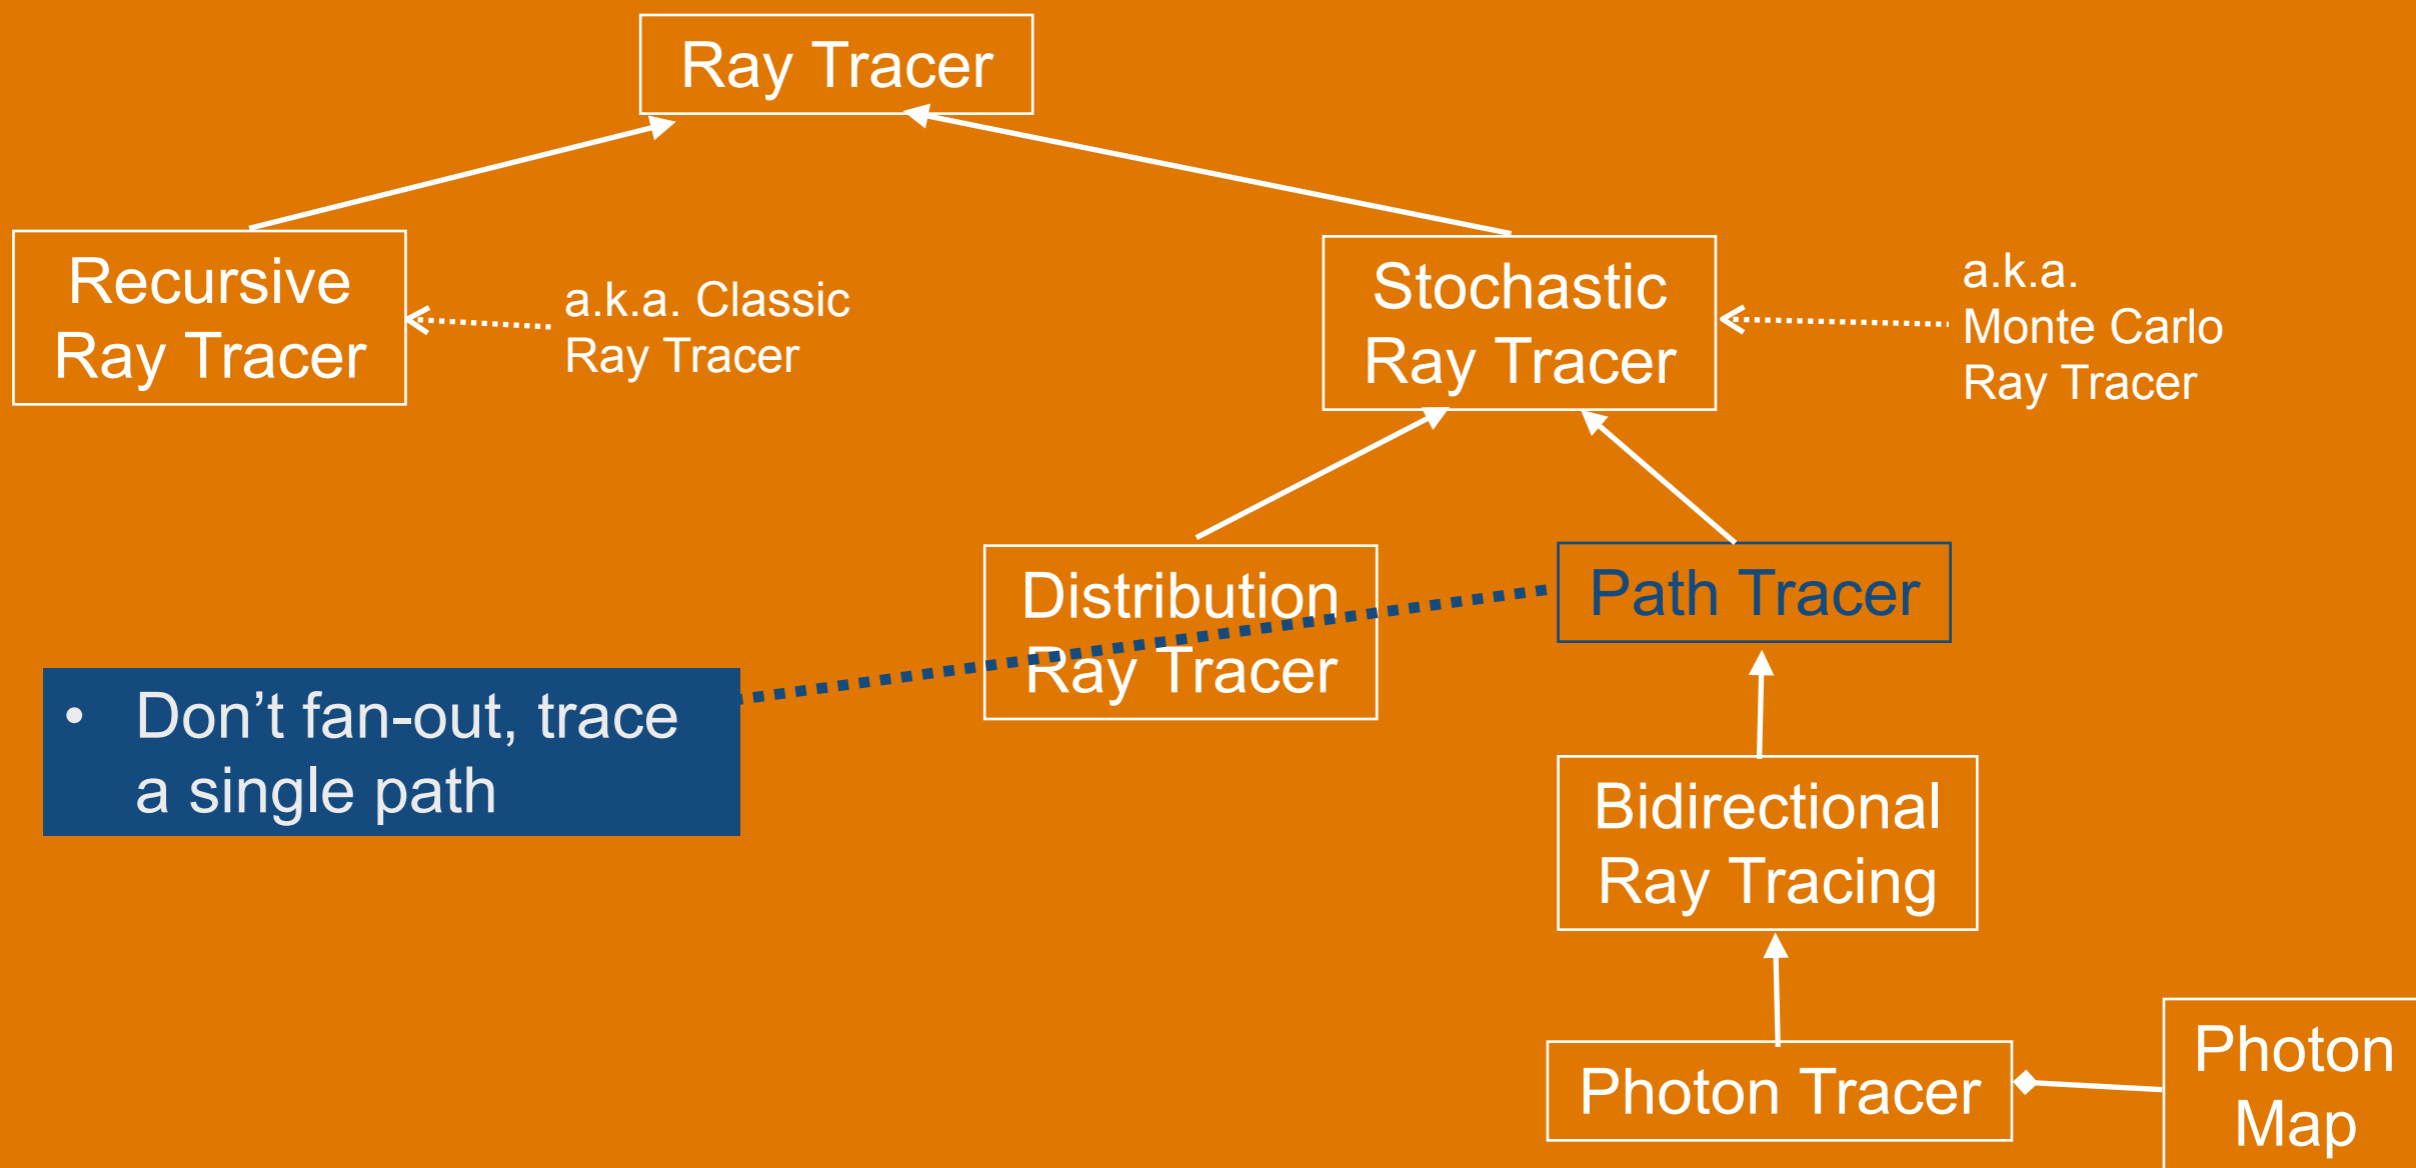 Ray Tracer
Recursive
Ray Tracer
a.k.a. Classic
Ray Tracer
Stochastic
Ray Tracer
a.k.a.
Monte Carlo
Ray Tracer
Distribution
Ray Tracer
Path Tracer
• Don’t fan-out, trace
a single path
Bidirectional
Ray Tracing
Photon Tracer
Photon
Map